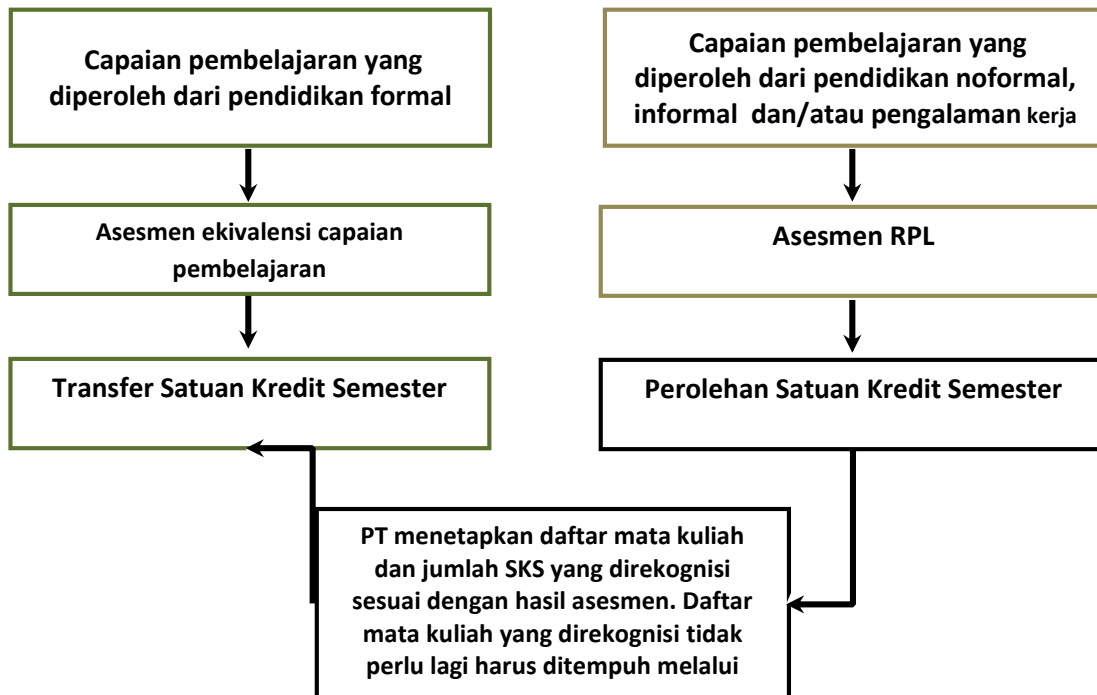 Capaian pembelajaran yang
diperoleh dari pendidikan formal
Asesmen ekivalensi capaian
pembelajaran
Transfer Satuan Kredit Semester
Capaian pembelajaran yang
diperoleh dari pendidikan noformal,
informal dan/atau pengalaman kerja
Asesmen RPL
Perolehan Satuan Kredit Semester
PT menetapkan daftar mata kuliah
dan jumlah SKS yang direkognisi
sesuai dengan hasil asesmen. Daftar
mata kuliah yang direkognisi tidak
perlu lagi harus ditempuh melalui